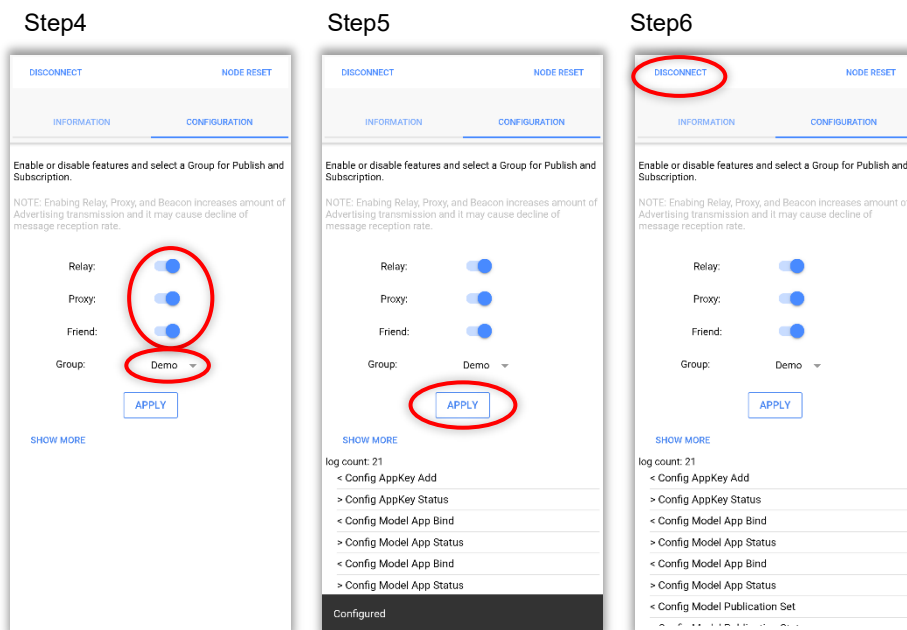 Step4
DISCONNECT NODE RESET
INFORMATION CONFIGURATION
Enable or disable features and select a Group for Publish and
Subscription.
NOTE: Enabling Relay, Proxy, and Beacon increases amount of
Advertising transmission and it may cause decline of
message reception rate.
Relay:
Proxy:
Friend:
Group: Demo
APPLY
SHOW MORE
Step5
DISCONNECT NODE RESET
INFORMATION CONFIGURATION
Enable or disable features and select a Group for Publish and
Subscription.
NOTE: Enabling Relay, Proxy, and Beacon increases amount of
Advertising transmission and it may cause decline of
message reception rate.
Relay:
Proxy:
Friend:
Group: Demo
APPLY
SHOW MORE
log count: 21
< Config AppKey Add
> Config AppKey Status
< Config Model App Bind
> Config Model App Status
< Config Model App Bind
> Config Model App Status
Configured
Step6
DISCONNECT NODE RESET
INFORMATION CONFIGURATION
Enable or disable features and select a Group for Publish and
Subscription.
NOTE: Enabling Relay, Proxy, and Beacon increases amount of
Advertising transmission and it may cause decline of
message reception rate.
Relay:
Proxy:
Friend:
Group: Demo
APPLY
SHOW MORE
log count: 21
< Config AppKey Add
> Config AppKey Status
< Config Model App Bind
> Config Model App Status
< Config Model App Bind
> Config Model App Status
< Config Model Publication Set